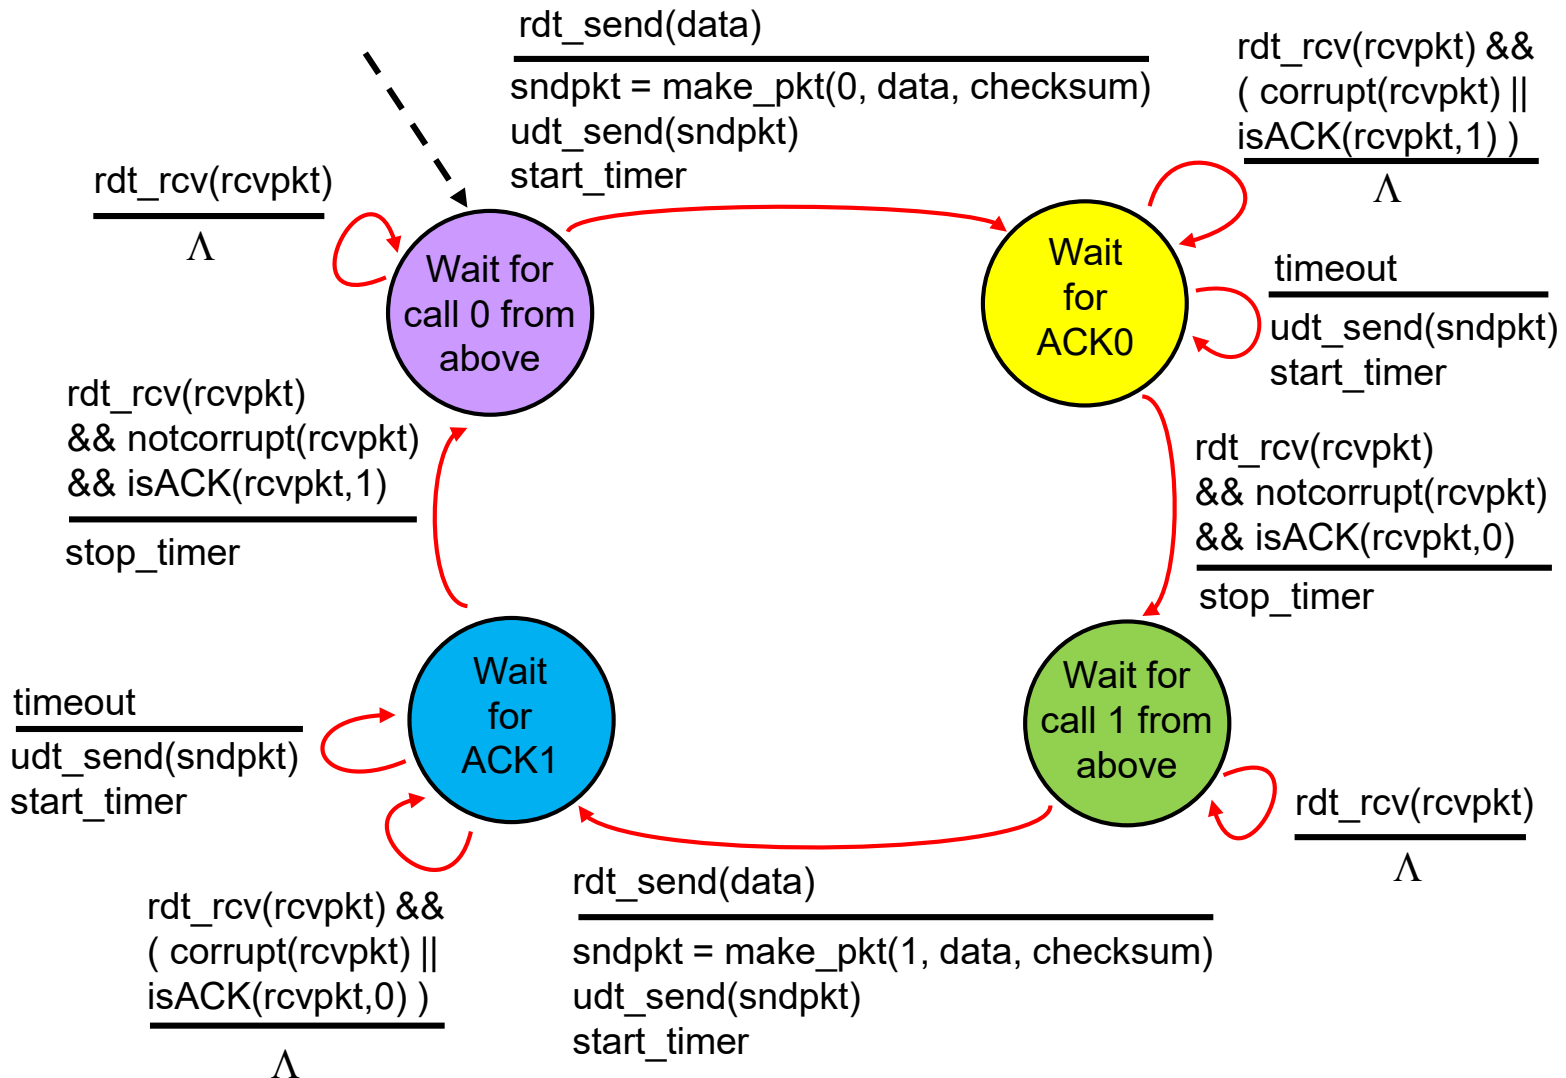 rdt_send(data)
sndpkt = make_pkt(0, data, checksum)
udt_send(sndpkt)
start_timer
rdt_rcv(rcvpkt) &&
( corrupt(rcvpkt) ||
isACK(rcvpkt,1) )
Λ
rdt_rcv(rcvpkt)
Λ
Wait for
call 0 from
above
Wait
for
ACK0
timeout
udt_send(sndpkt)
start_timer
rdt_rcv(rcvpkt)
&& notcorrupt(rcvpkt)
&& isACK(rcvpkt,1)
stop_timer
rdt_rcv(rcvpkt)
&& notcorrupt(rcvpkt)
&& isACK(rcvpkt,0)
stop_timer
Wait
for
ACK1
Wait for
call 1 from
above
timeout
udt_send(sndpkt)
start_timer
rdt_rcv(rcvpkt)
Λ
rdt_rcv(rcvpkt) &&
( corrupt(rcvpkt) ||
isACK(rcvpkt,0) )
Λ
rdt_send(data)
sndpkt = make_pkt(1, data, checksum)
udt_send(sndpkt)
start_timer